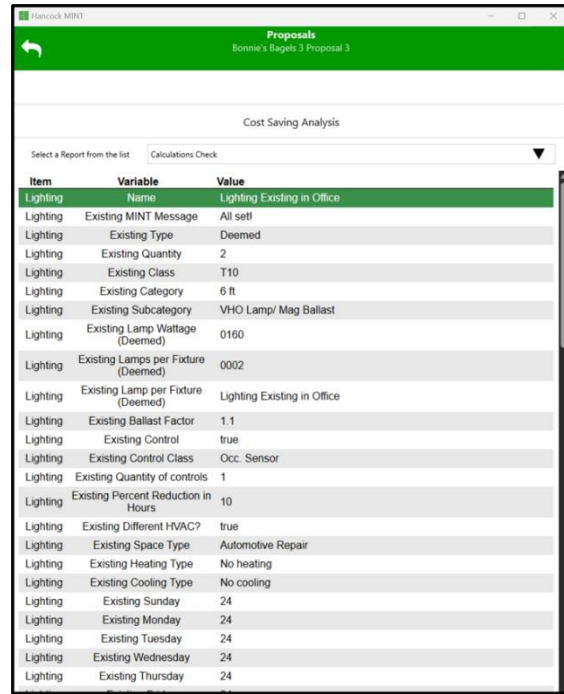 Hancock MINT
Proposals
Bonnie's Bagels 3 Proposal 3
Cost Saving Analysis
Select a Report from the list Calculations Check
Item Variable Value
Lighting Name Lighting Existing in Office
Lighting Existing MINT Message All set!
Lighting Existing Type Deemed
Lighting Existing Quantity 2
Lighting Existing Class T10
Lighting Existing Category 6 ft
Lighting Existing Subcategory VHO Lamp/ Mag Ballast
Lighting Existing Lamp Wattage (Deemed) 0160
Lighting Existing Lamps per Fixture (Deemed) 0002
Lighting Existing Lamp per Fixture (Deemed) Lighting Existing in Office
Lighting Existing Ballast Factor 1.1
Lighting Existing Control true
Lighting Existing Control Class Occ. Sensor
Lighting Existing Quantity of controls 1
Lighting Existing Percent Reduction in Hours 10
Lighting Existing Different HVAC? true
Lighting Existing Space Type Automotive Repair
Lighting Existing Heating Type No heating
Lighting Existing Cooling Type No cooling
Lighting Existing Sunday 24
Lighting Existing Monday 24
Lighting Existing Tuesday 24
Lighting Existing Wednesday 24
Lighting Existing Thursday 24